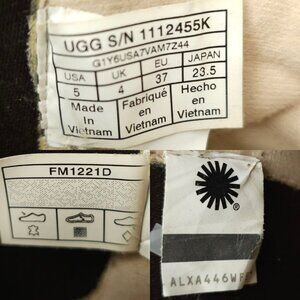 UGG S/N 1112455K
G1Y6USA7VAM7Z44
USA UK EU JAPAN
5 4 37 23.5
Made in Vietnam
Fabriqué en Vietnam
Hecho en Vietnam
FM1221D
®
ALXA446WF